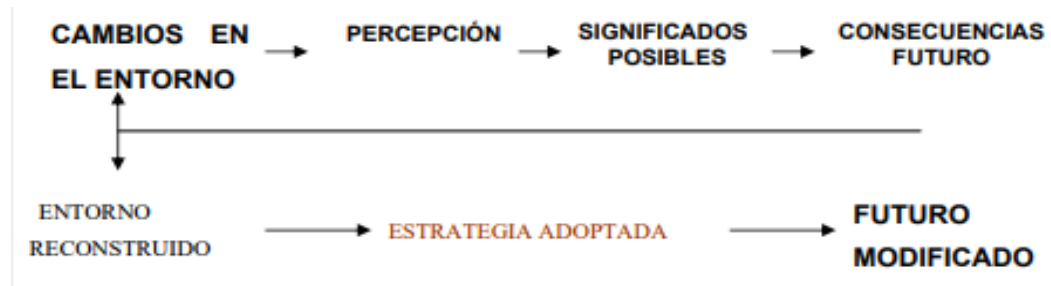 CAMBIOS EN
EL ENTORNO
PERCEPCIÓN
SIGNIFICADOS
POSIBLES
CONSECUENCIAS
FUTURO
ENTORNO
RECONSTRUIDO
ESTRATEGIA ADOPTADA
FUTURO
MODIFICADO